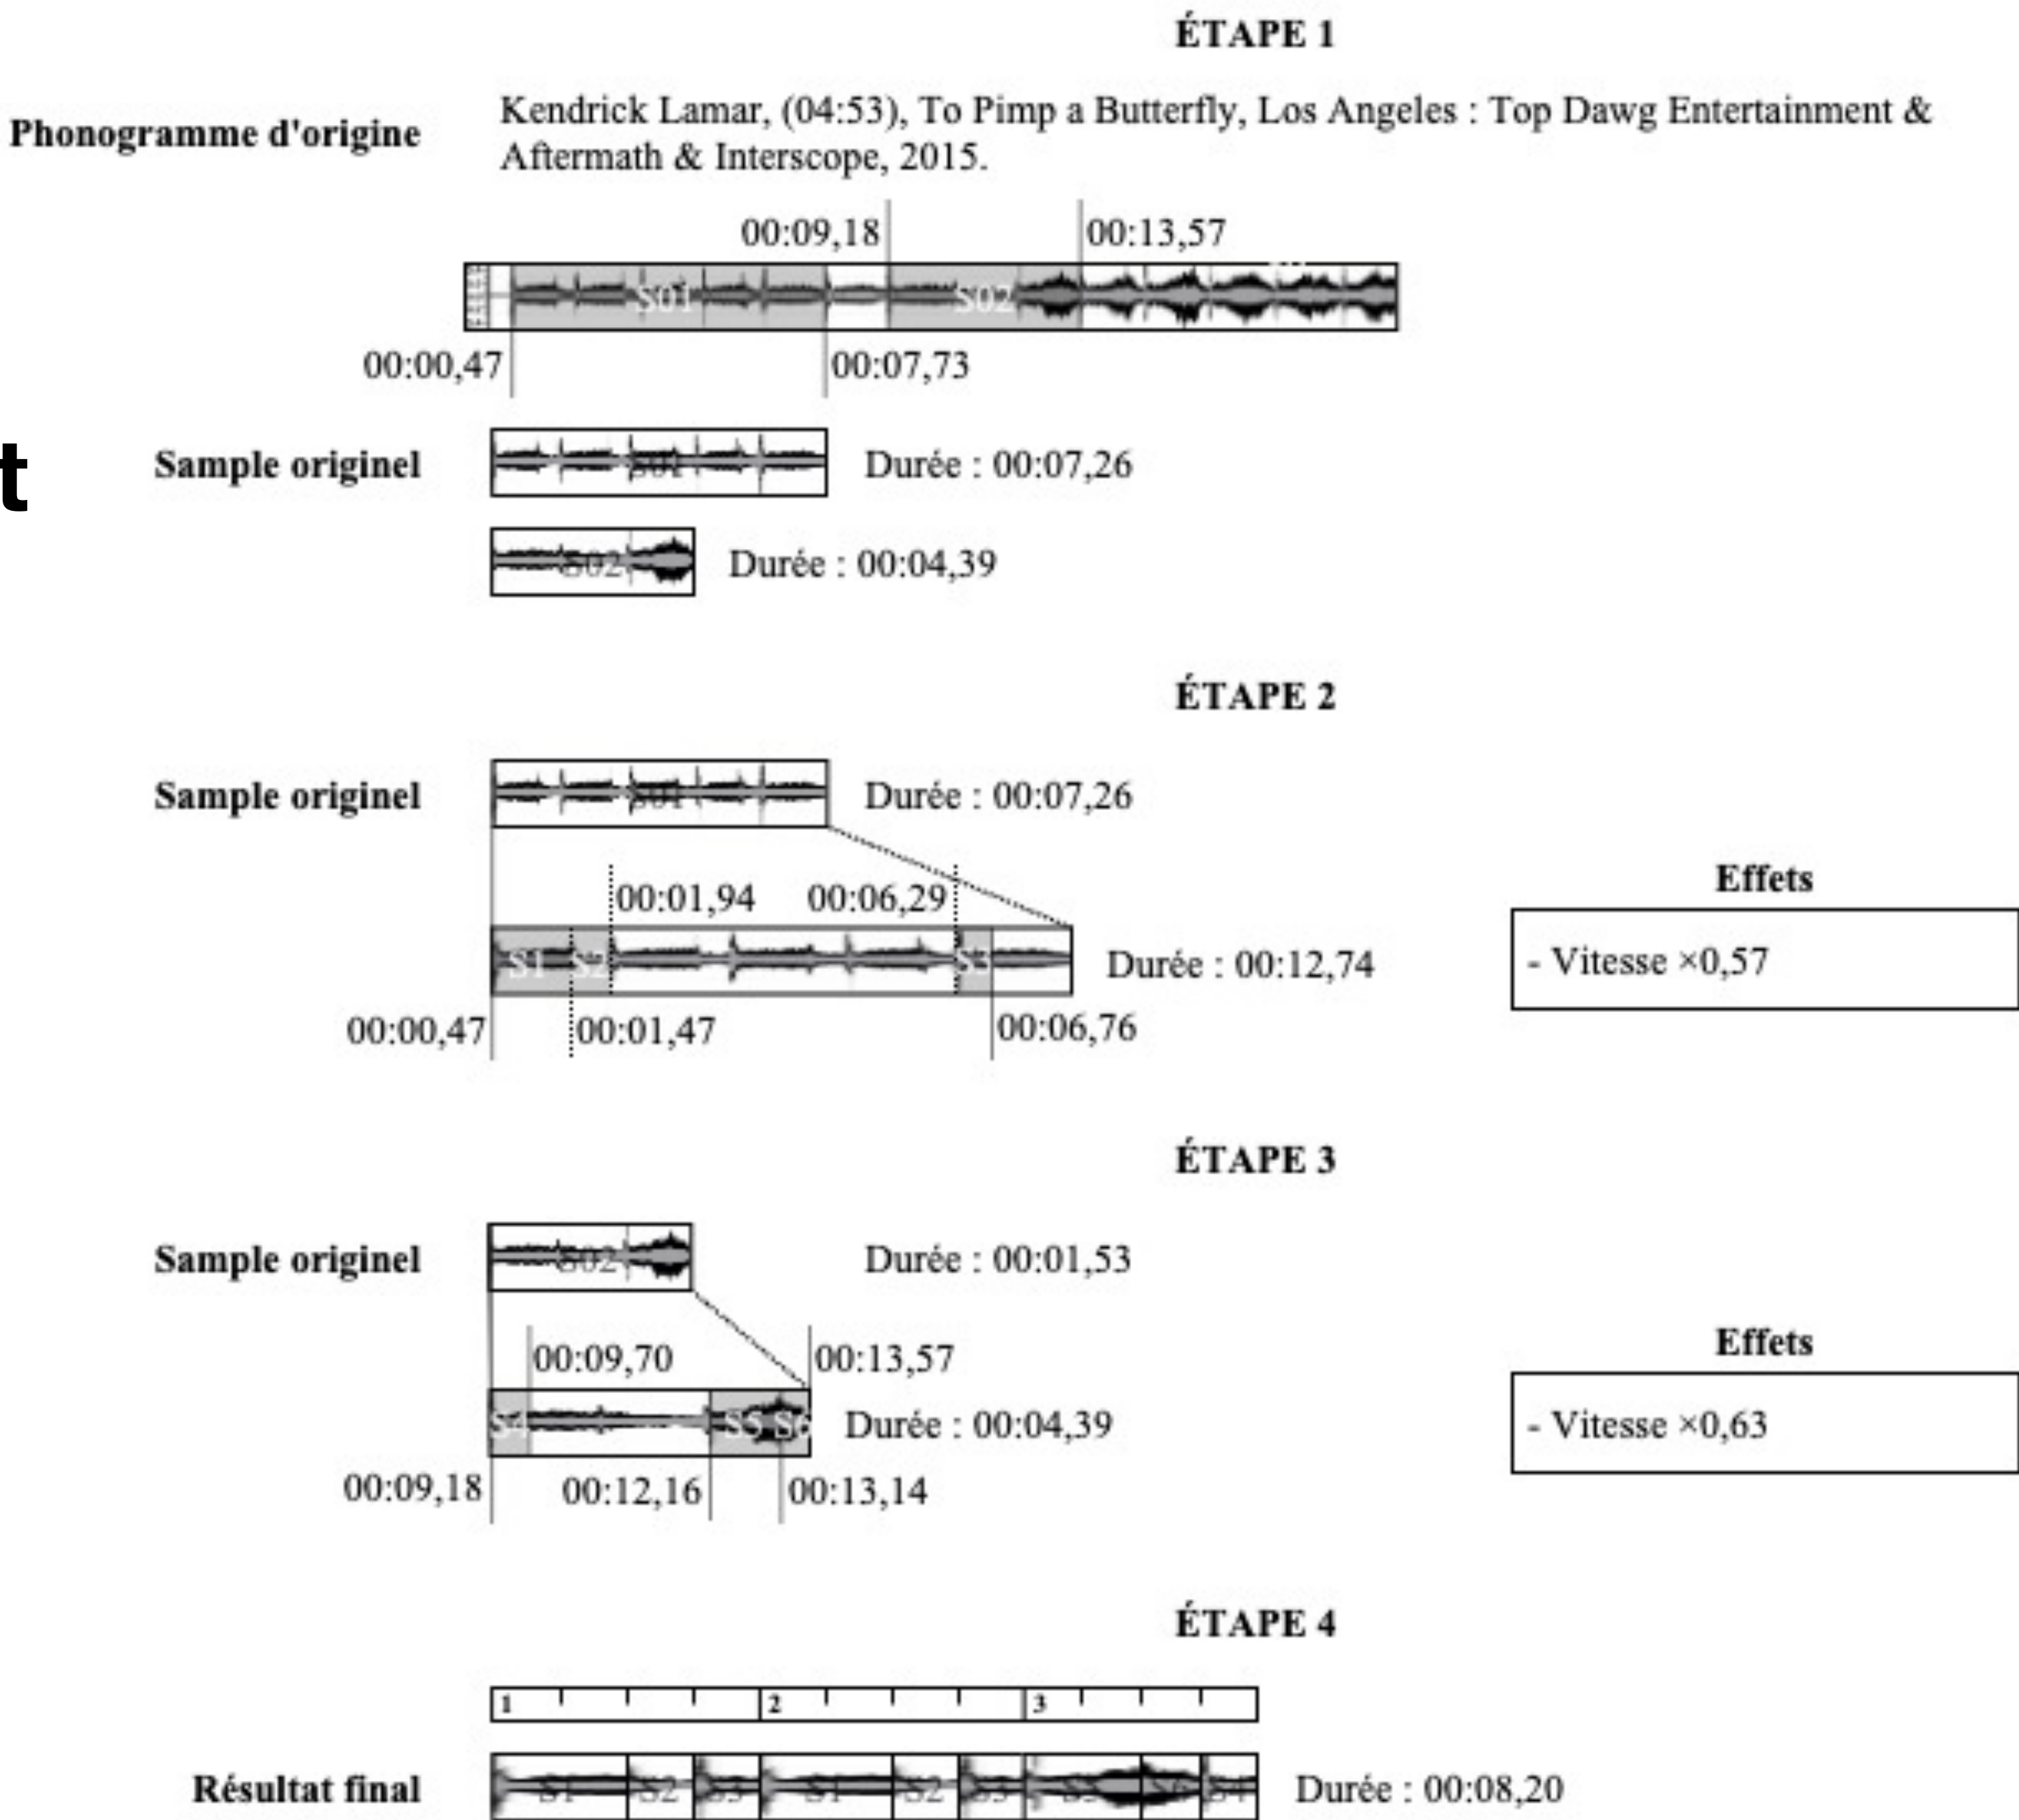 ÉTAPE 1
Phonogramme d'origine
Kendrick Lamar, (04:53), To Pimp a Butterfly, Los Angeles : Top Dawg Entertainment &
Aftermath & Interscope, 2015.
00:09,18 00:13,57
S01 S02
00:00,47 00:07,73
t
Sample originel S01 Durée : 00:07,26
S02 Durée : 00:04,39
ÉTAPE 2
Sample originel S01 Durée : 00:07,26
00:01,94 00:06,29
Effets
S1 S2 S3 Durée : 00:12,74 - Vitesse ×0,57
00:00,47 00:01,47 00:06,76
ÉTAPE 3
Sample originel S02 Durée : 00:01,53
00:09,70 00:13,57
Effets
S4 S5 S6 Durée : 00:04,39 - Vitesse ×0,63
00:09,18 00:12,16 00:13,14
ÉTAPE 4
1 2 3
Résultat final S1 S2 S3 S1 S2 S3 S5 S6 S4 Durée : 00:08,20